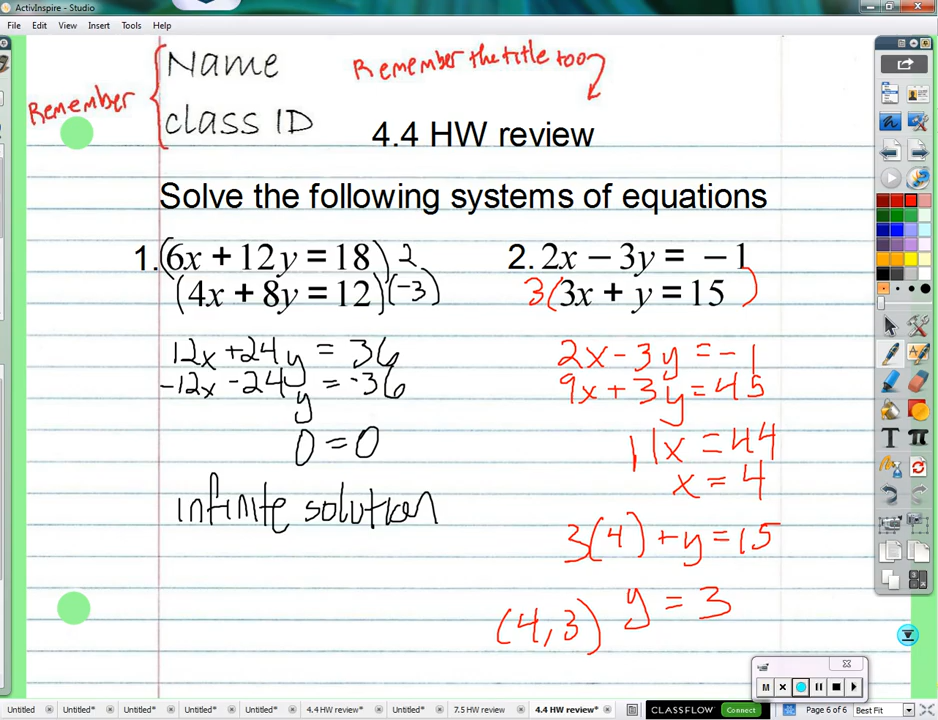 ActivInspire - Studio
File Edit View Insert Tools Help
Name
Remember the title too
Remember
class ID
4.4 HW review
Solve the following systems of equations
1. (6x + 12y = 18) 2
(4x + 8y = 12)(-3)
2. 2x − 3y = − 1
3(3x + y = 15)
12x + 24y = 36
-12x - 24y = -36
y
0 = 0
infinite solution
2x - 3y = -1
9x + 3y = 45
11x = 44
x = 4
3(4) + y = 15
y = 3
(4,3)
M
Untitled Untitled* Untitled* Untitled* Untitled* 4.4 HW review* Untitled* 7.5 HW review 4.4 HW review* CLASSFLOW Connect Page 6 of 6 Best Fit